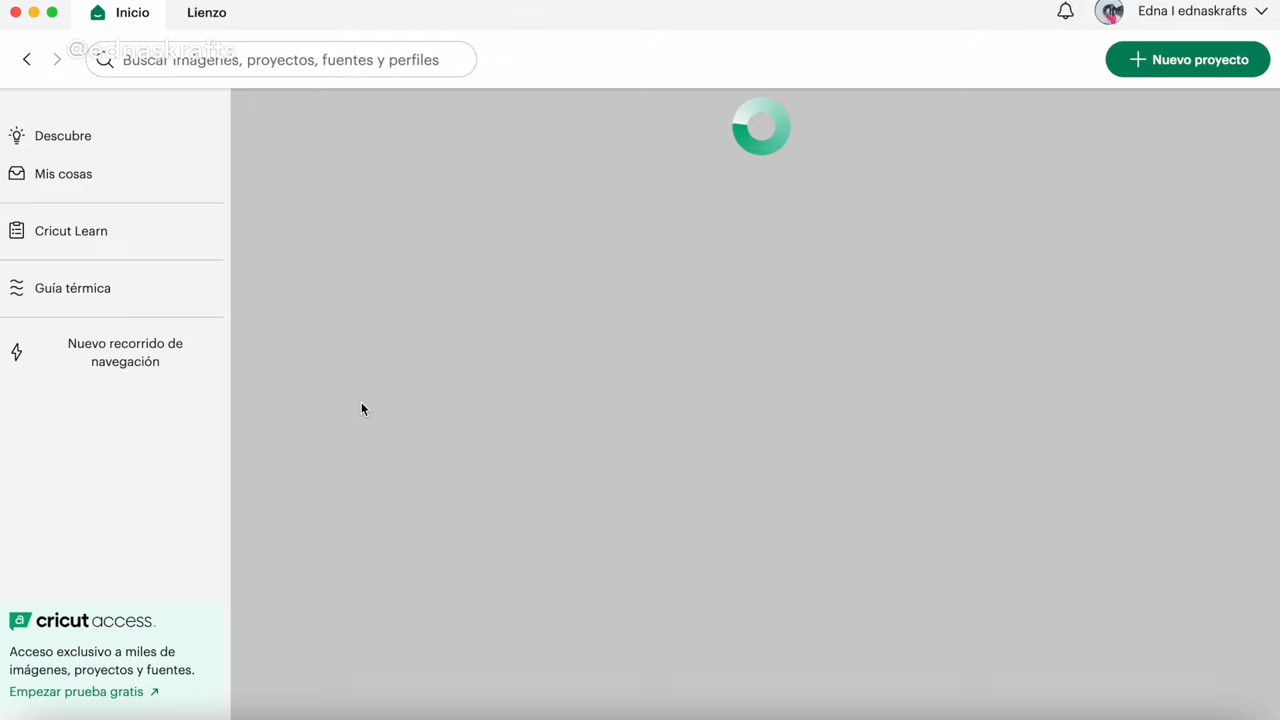 Inicio
Lienzo
Edna I ednaskrafts
@ednaskrafts
Buscar imágenes, proyectos, fuentes y perfiles
Nuevo proyecto
Descubre
Mis cosas
Cricut Learn
Guía térmica
Nuevo recorrido de
navegación
cricut access.
Acceso exclusivo a miles de
imágenes, proyectos y fuentes.
Empezar prueba gratis